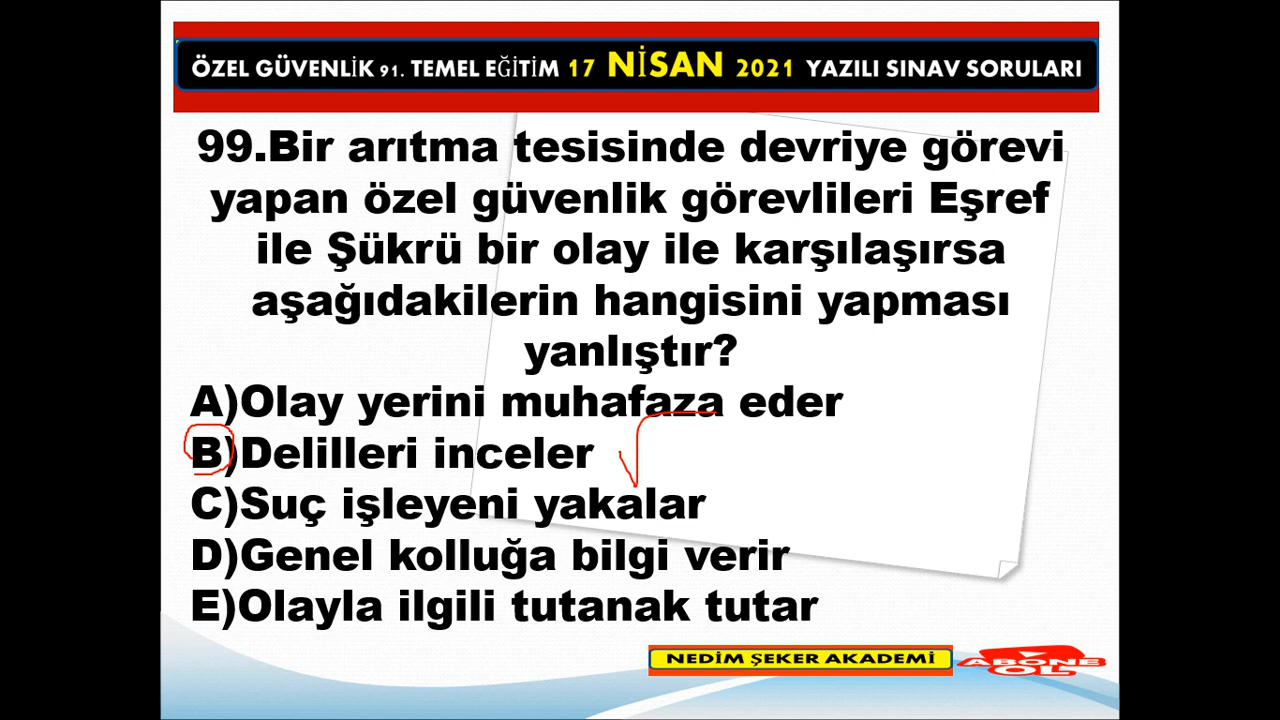 ÖZEL GÜVENLİK 91. TEMEL EĞİTİM 17 NİSAN 2021 YAZILI SINAV SORULARI
99.Bir arıtma tesisinde devriye görevi
yapan özel güvenlik görevlileri Eşref
ile Şükrü bir olay ile karşılaşırsa
aşağıdakilerin hangisini yapması
yanlıştır?
A)Olay yerini muhafaza eder
B)Delilleri inceler
C)Suç işleyeni yakalar
D)Genel kolluğa bilgi verir
E)Olayla ilgili tutanak tutar
NEDİM ŞEKER AKADEMİ
ABONE
OL